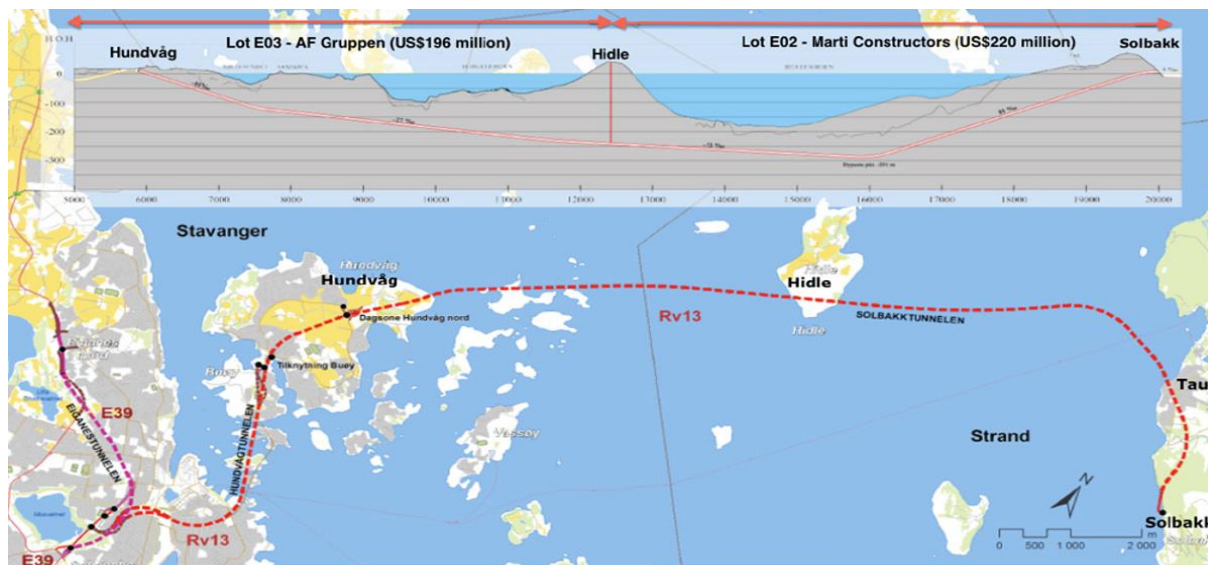 Lot E03 - AF Gruppen (US$196 million)
Lot E02 - Marti Constructors (US$220 million)
H.O.H
Hundvåg
Hidle
Solbakk
0
-100
-200
-300
5000 6000 7000 8000 9000 10000 11000 12000 13000 14000 15000 16000 17000 18000 19000 20000
Stavanger
Hundvåg
Hundvåg
Dagsone Hundvåg nord
Tilknytning Buøy
Buøy
E39
EIGANESTUNNELEN
HUNDVÅGTUNNELEN
Rv13
E39
Vassøy
Rv13
Hidle
Hidle
Hidle
SOLBAKKTUNNELEN
Tau
Strand
Solbakk
N
0 500 1 000 2 000
m